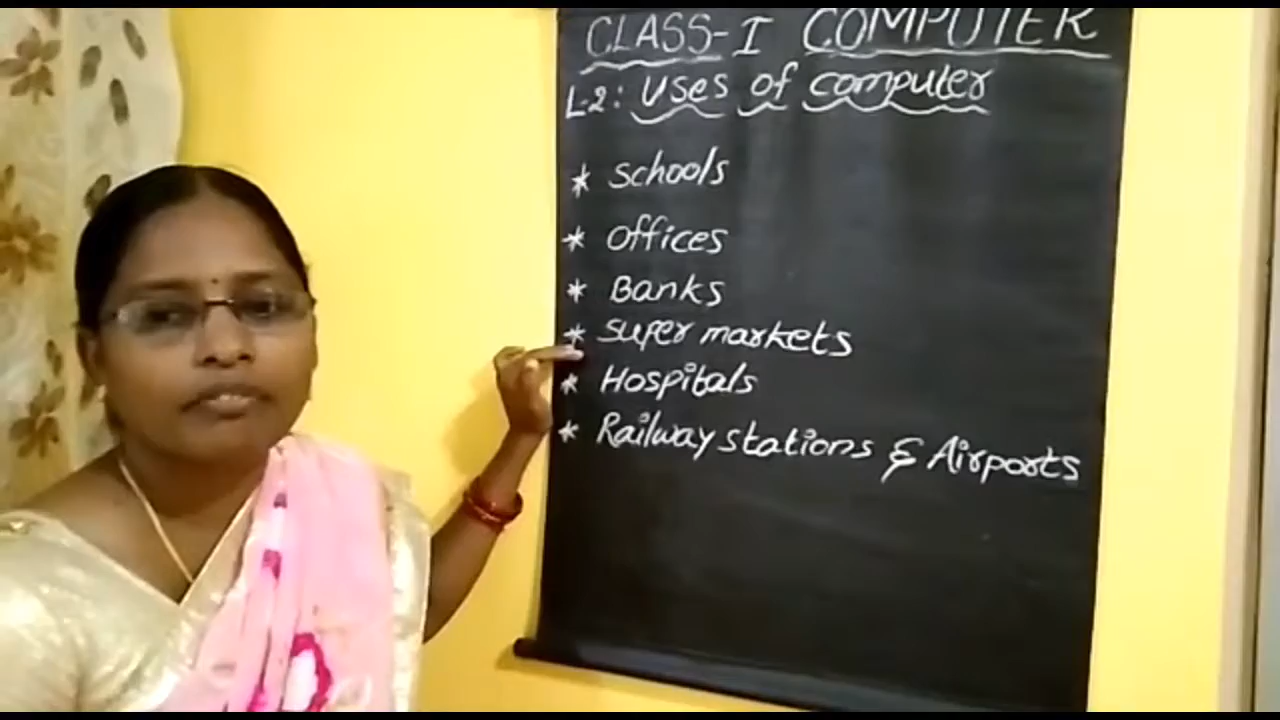 CLASS-I COMPUTER
L-2: Uses of computer
* Schools
* Offices
* Banks
* Super markets
* Hospitals
* Railway stations & Airports